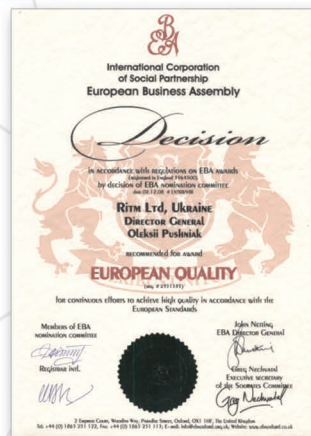 EBA
International Corporation
of Social Partnership
European Business Assembly
Decision
in accordance with regulations on EBA awards
by decision of EBA nomination committee
Ritm Ltd, Ukraine
Director General
Oleksii Pushniak
recommended for award
EUROPEAN QUALITY
for continuous efforts to achieve high quality in accordance with the
European Standards
Members of EBA
nomination committee
Registrar intl.
John Netting
EBA Director General
Greg Nechvatal
Executive secretary
of the Socrates Committee